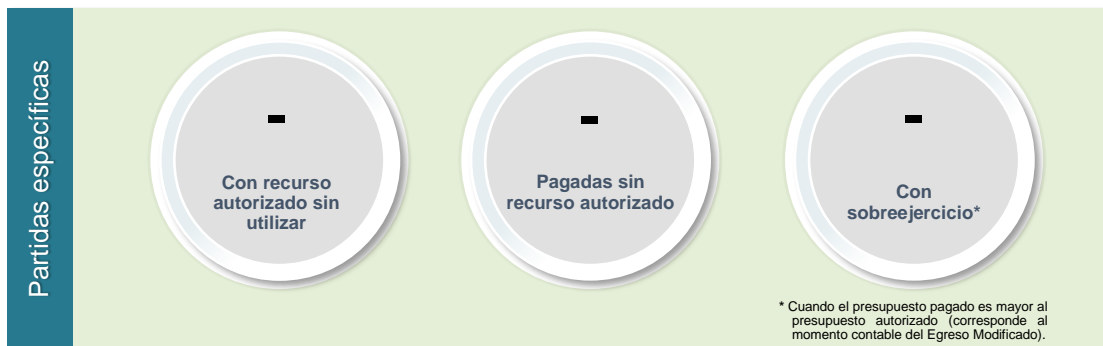 Partidas específicas
-
Con recurso
autorizado sin
utilizar
-
Pagadas sin
recurso autorizado
-
Con
sobreejercicio*
* Cuando el presupuesto pagado es mayor al
presupuesto autorizado (corresponde al
momento contable del Egreso Modificado).